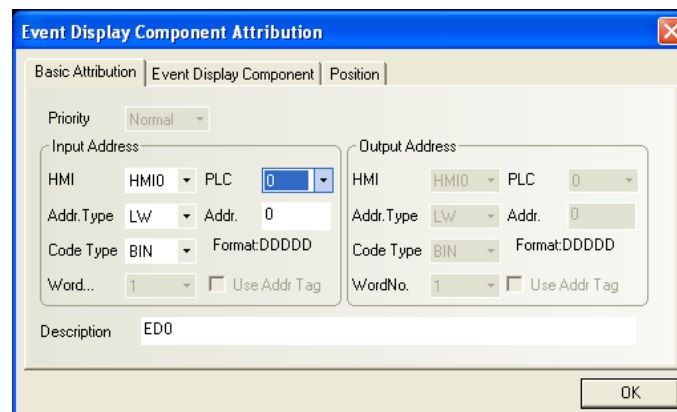 Event Display Component Attribution
Basic Attribution Event Display Component Position
Priority Normal
Input Address
HMI HMI0 PLC 0
Addr.Type LW Addr. 0
Code Type BIN Format:DDDDD
Word... 1 Use Addr Tag
Output Address
HMI HMI0 PLC 0
Addr.Type LW Addr. 0
Code Type BIN Format:DDDDD
WordNo. 1 Use Addr Tag
Description ED0
OK